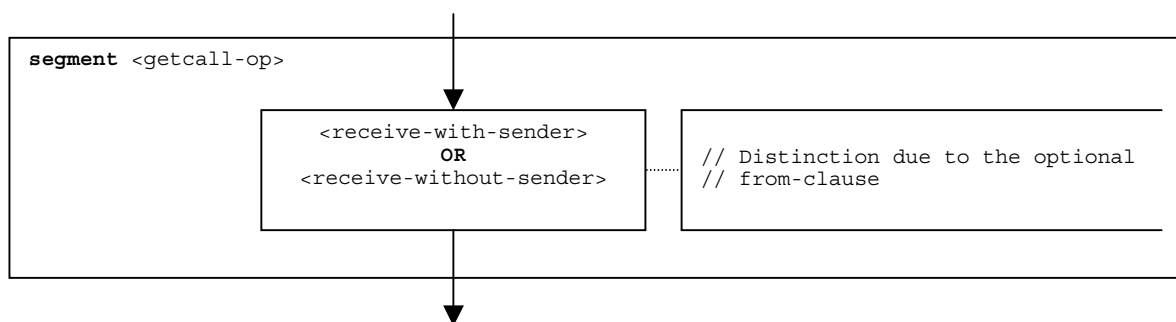 segment <getcall-op>
<receive-with-sender>
OR
<receive-without-sender>
// Distinction due to the optional
// from-clause